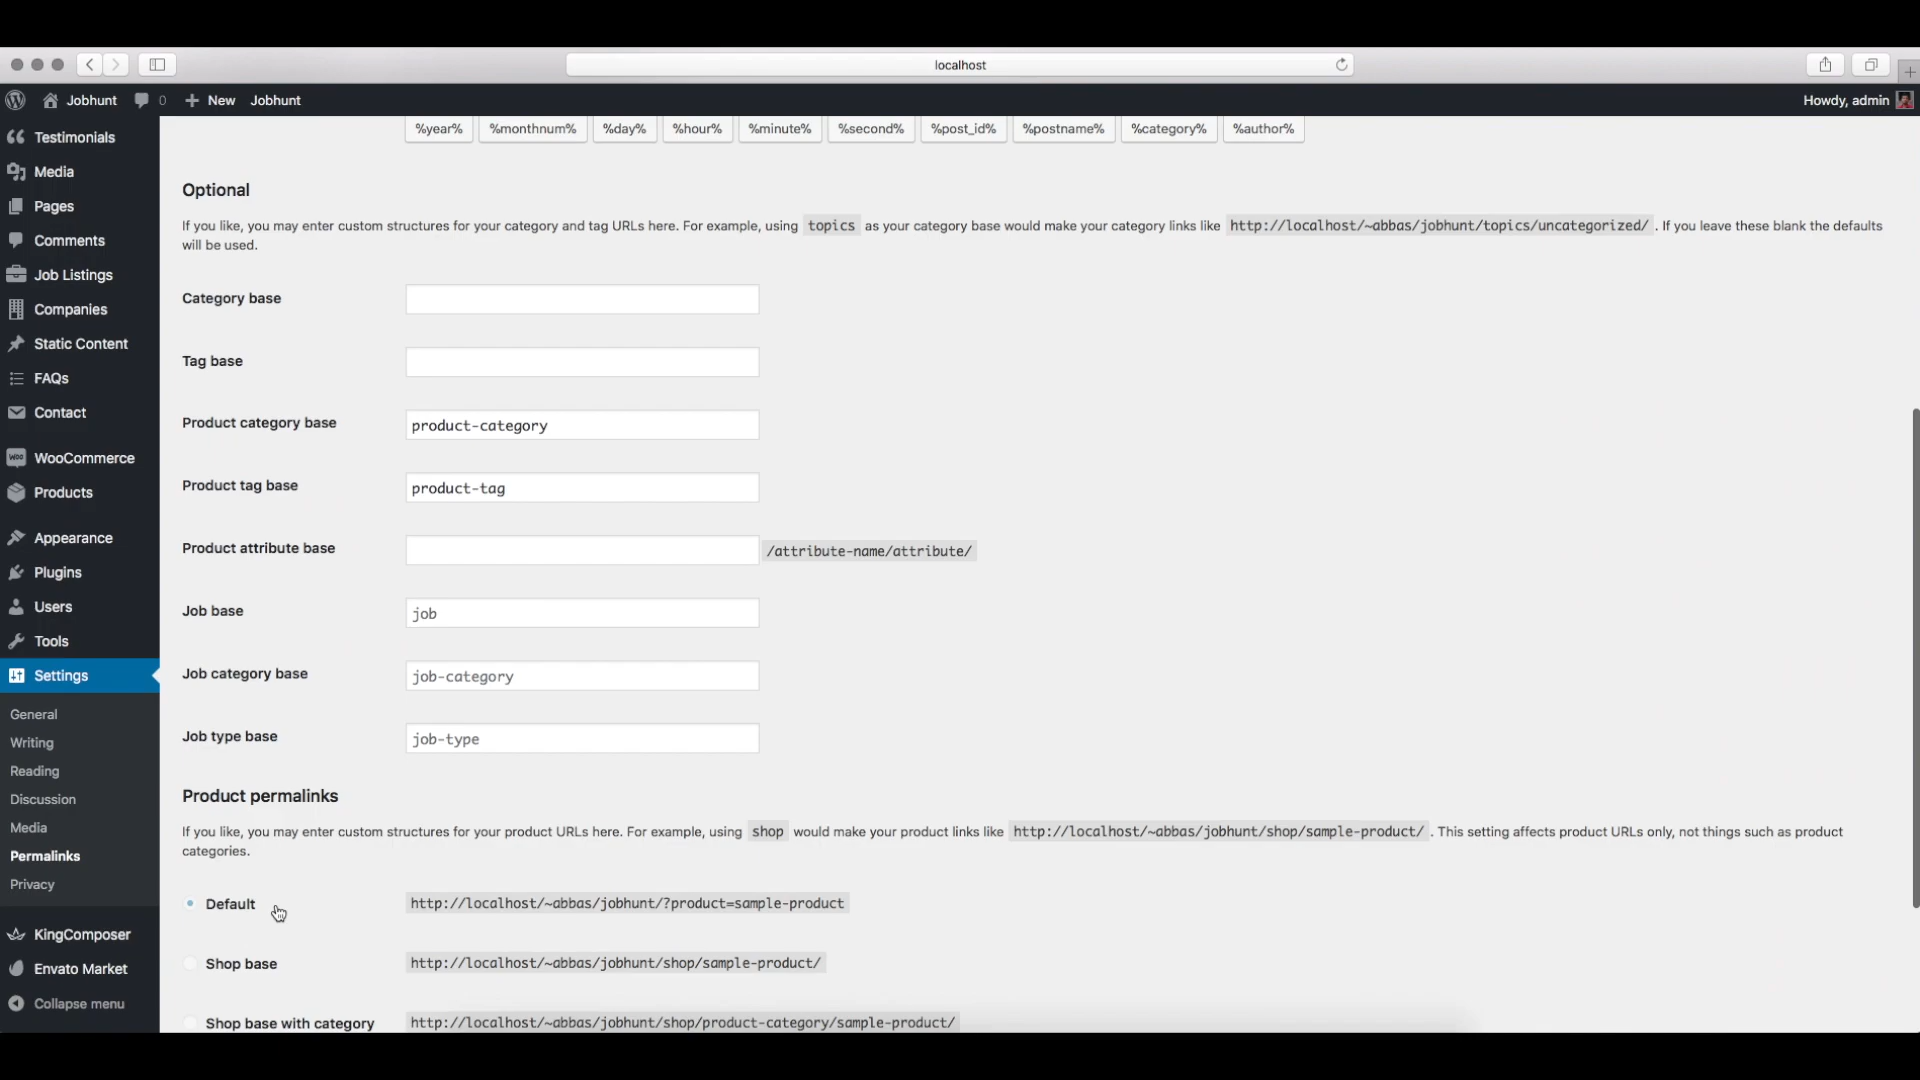 localhost
Jobhunt 0 New Jobhunt Howdy, admin
Testimonials
Media
Pages
Comments
Job Listings
Companies
Static Content
FAQs
Contact
Woo WooCommerce
Products
Appearance
Plugins
Users
Tools
Settings
General
Writing
Reading
Discussion
Media
Permalinks
Privacy
KingComposer
Envato Market
Collapse menu
%year% %monthnum% %day% %hour% %minute% %second% %post_id% %postname% %category% %author%
Optional
If you like, you may enter custom structures for your category and tag URLs here. For example, using topics as your category base would make your category links like http://localhost/~abbas/jobhunt/topics/uncategorized/ . If you leave these blank the defaults
will be used.
Category base
Tag base
Product category base product-category
Product tag base product-tag
Product attribute base /attribute-name/attribute/
Job base job
Job category base job-category
Job type base job-type
Product permalinks
If you like, you may enter custom structures for your product URLs here. For example, using shop would make your product links like http://localhost/~abbas/jobhunt/shop/sample-product/ . This setting affects product URLs only, not things such as product
categories.
Default http://localhost/~abbas/jobhunt/?product=sample-product
Shop base http://localhost/~abbas/jobhunt/shop/sample-product/
Shop base with category http://localhost/~abbas/jobhunt/shop/product-category/sample-product/